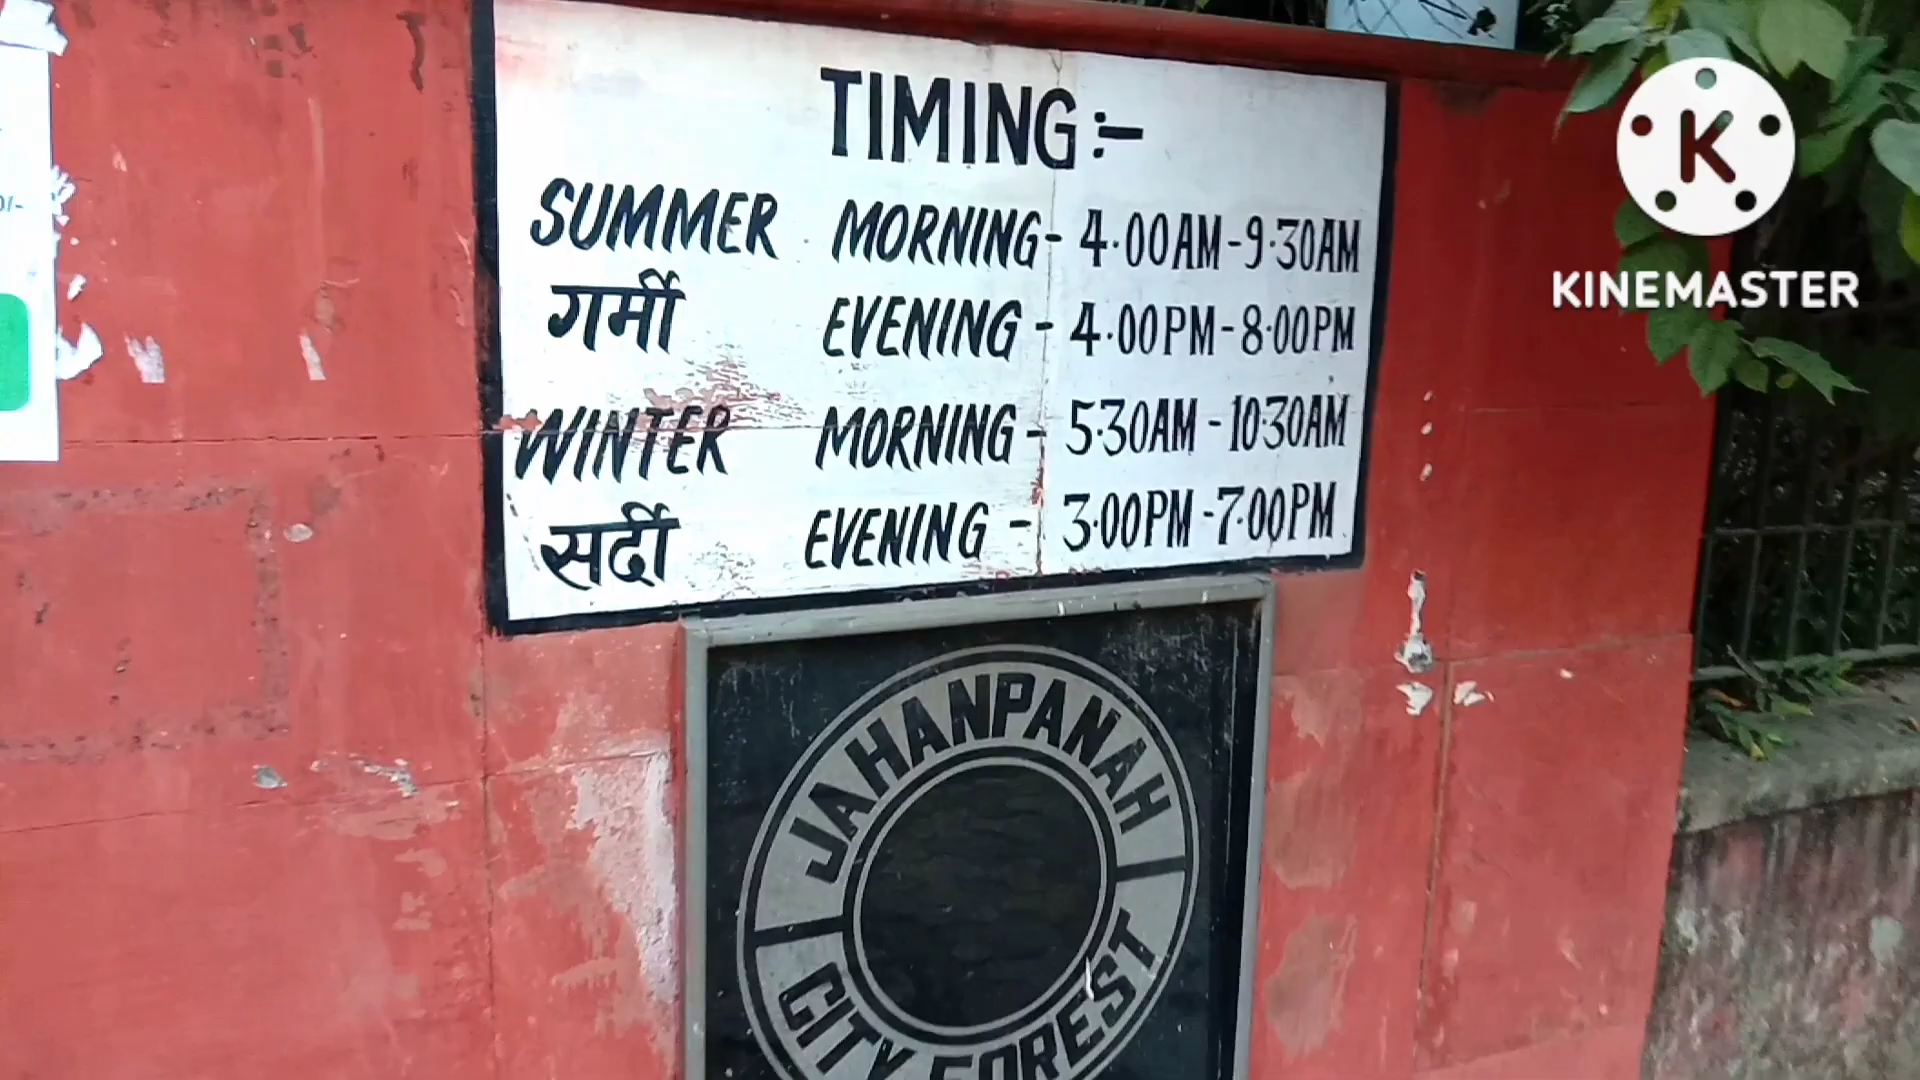 TIMING:-
SUMMER MORNING- 4.00AM-9.30AM
गर्मी EVENING - 4.00PM-8.00PM
WINTER MORNING- 5.30AM - 10.30AM
सर्दी EVENING - 3.00PM -7.00PM
JAHANPANAH
CITY FOREST
K
KINEMASTER
0/-